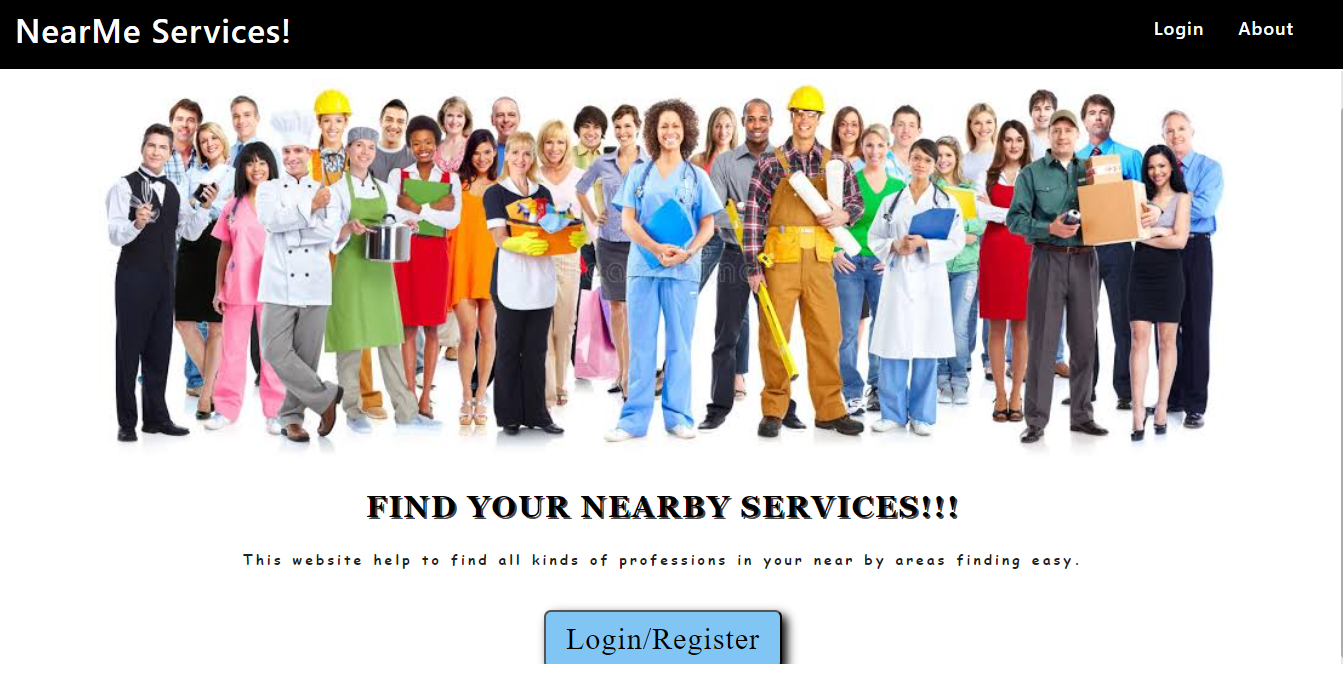 NearMe Services!
Login About
FIND YOUR NEARBY SERVICES!!!
This website help to find all kinds of professions in your near by areas finding easy.
Login/Register